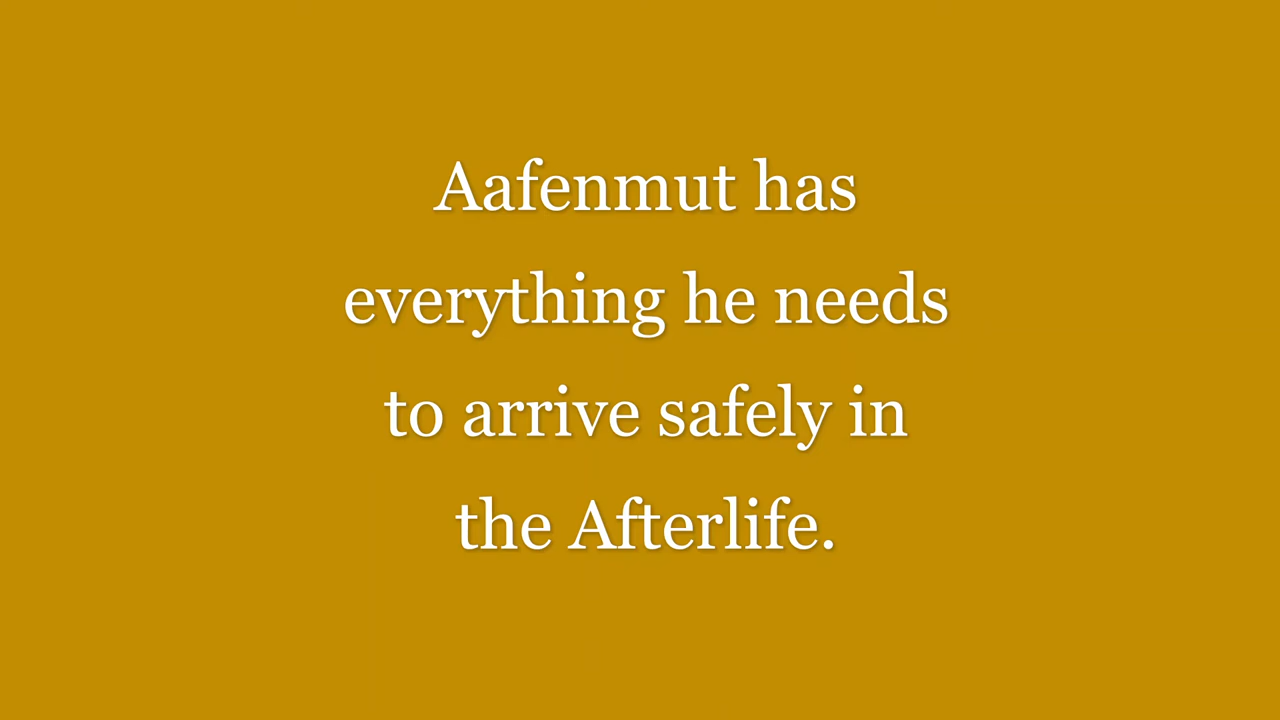 Aafenmut has
everything he needs
to arrive safely in
the Afterlife.